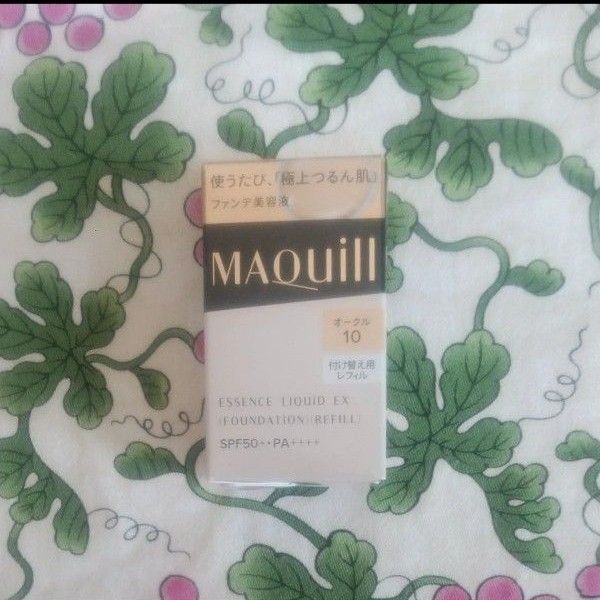 使うたび、「極上つるん肌」
ファンデ美容液
MAQuill
オークル
10
付け替え用
レフィル
ESSENCE LIQUID EX
(FOUNDATION)(REFILL)
SPF50+・PA++++